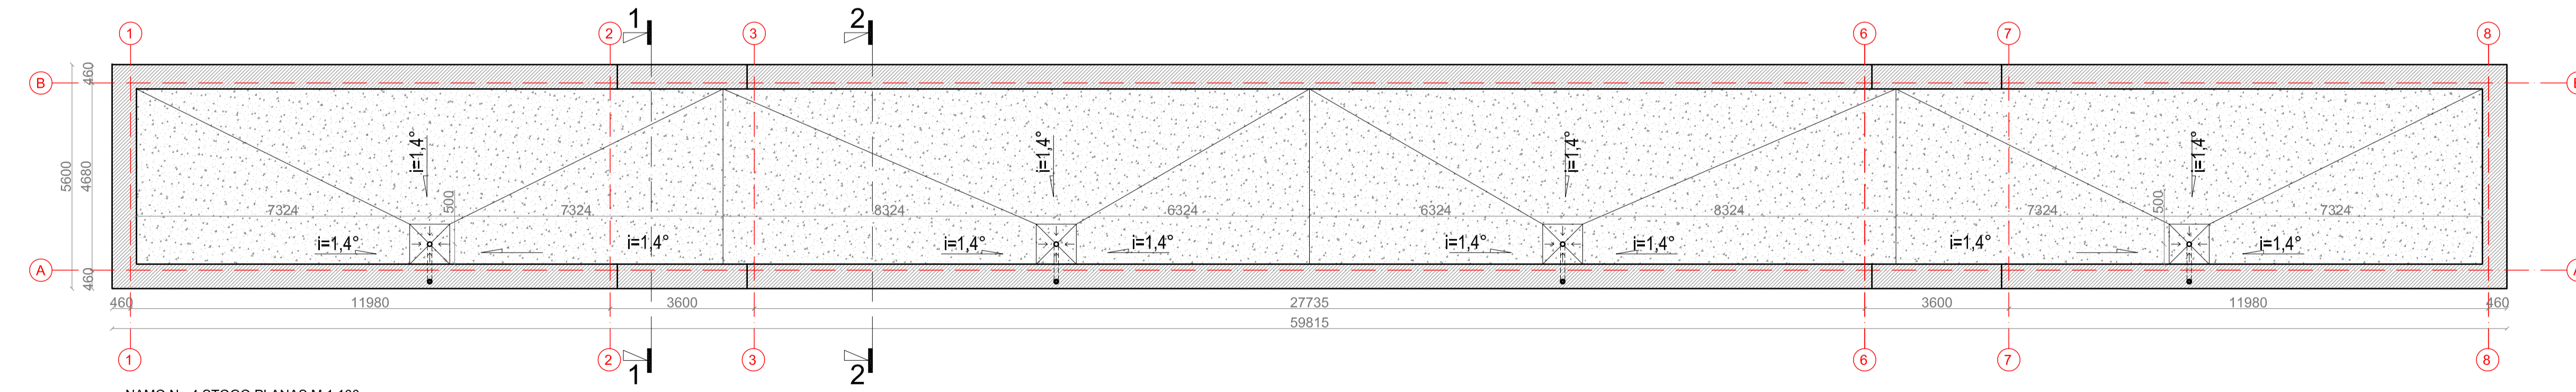 1 2 1 3 2 6 7 8
B 460
i=1,4° i=1,4° i=1,4° i=1,4°
5600 4680
500 500
7324 7324 8324 6324 6324 8324 7324 7324
i=1,4° i=1,4° i=1,4° i=1,4° i=1,4° i=1,4° i=1,4° i=1,4°
A 460
460 11980 3600 27735 3600 11980 460
59815
1 2 1 3 2 6 7 8